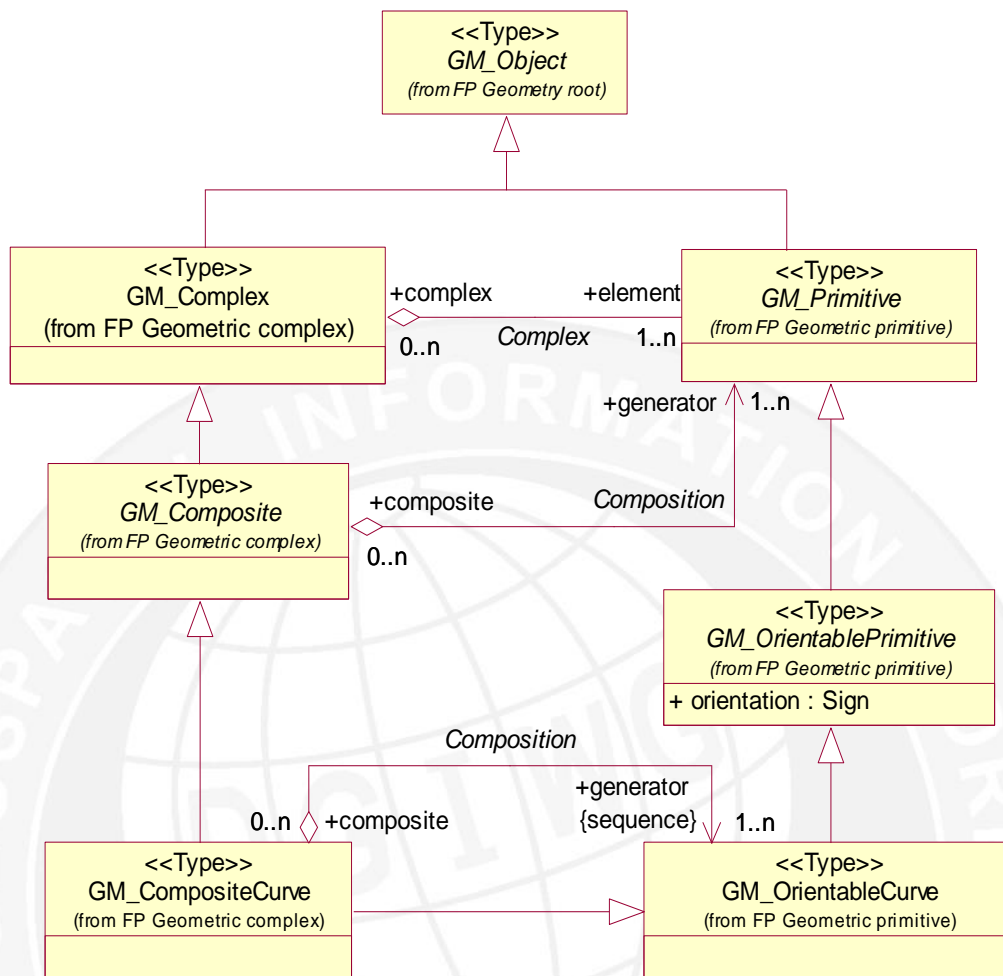 <<Type>>
GM_Object
(from FP Geometry root)
<<Type>>
GM_Complex
(from FP Geometric complex)
+complex
0..n
Complex
+element
1..n
<<Type>>
GM_Primitive
(from FP Geometric primitive)
+generator
1..n
<<Type>>
GM_Composite
(from FP Geometric complex)
+composite
0..n
Composition
<<Type>>
GM_OrientablePrimitive
(from FP Geometric primitive)
+ orientation : Sign
Composition
0..n
+composite
+generator
{sequence}
1..n
<<Type>>
GM_CompositeCurve
(from FP Geometric complex)
<<Type>>
GM_OrientableCurve
(from FP Geometric primitive)
INFORMATION
DGIWG